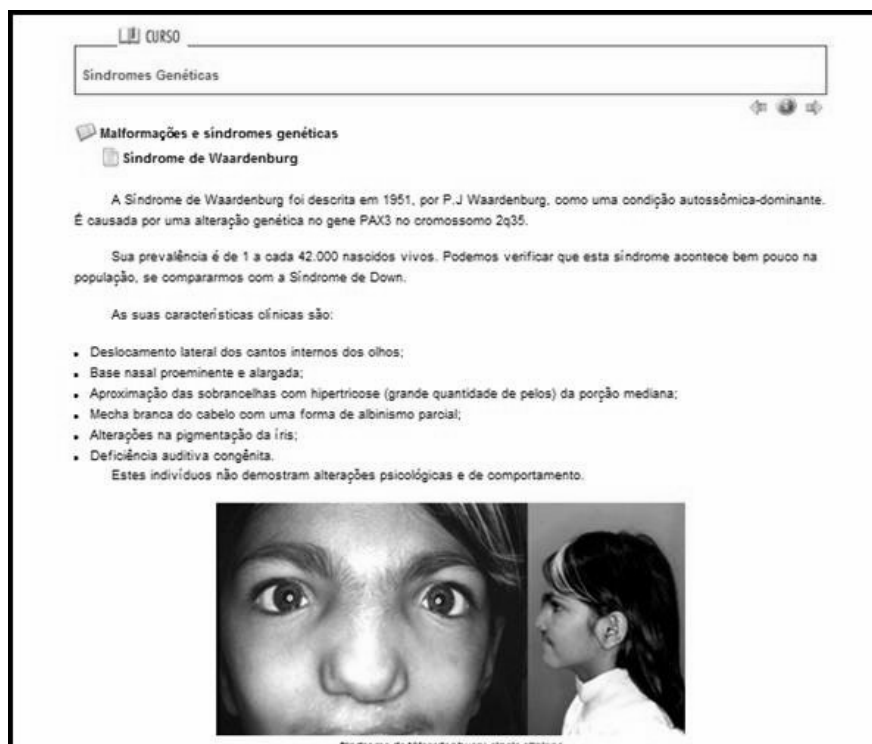 CURSO
Síndromes Genéticas
Malformações e síndromes genéticas
Síndrome de Waardenburg
A Síndrome de Waardenburg foi descrita em 1951, por P.J Waardenburg, como uma condição autossômica-dominante.
É causada por uma alteração genética no gene PAX3 no cromossomo 2q35.
Sua prevalência é de 1 a cada 42.000 nascidos vivos. Podemos verificar que esta síndrome acontece bem pouco na
população, se compararmos com a Síndrome de Down.
As suas características clínicas são:
• Deslocamento lateral dos cantos internos dos olhos;
• Base nasal proeminente e alargada;
• Aproximação das sobrancelhas com hipertricose (grande quantidade de pelos) da porção mediana;
• Mecha branca do cabelo com uma forma de albinismo parcial;
• Alterações na pigmentação da íris;
• Deficiência auditiva congênita.
Estes indivíduos não demostram alterações psicológicas e de comportamento.